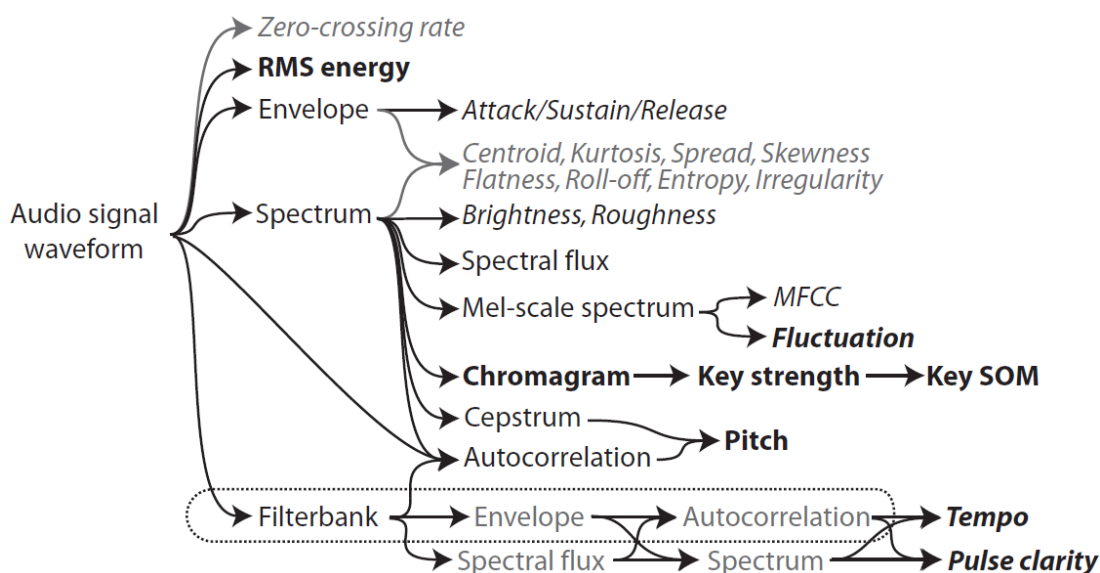 Zero-crossing rate
RMS energy
Envelope
Attack/Sustain/Release
Centroid, Kurtosis, Spread, Skewness
Flatness, Roll-off, Entropy, Irregularity
Audio signal
waveform
Spectrum
Brightness, Roughness
Spectral flux
Mel-scale spectrum
MFCC
Fluctuation
Chromagram
Key strength
Key SOM
Cepstrum
Pitch
Autocorrelation
Filterbank
Envelope
Autocorrelation
Tempo
Spectral flux
Spectrum
Pulse clarity